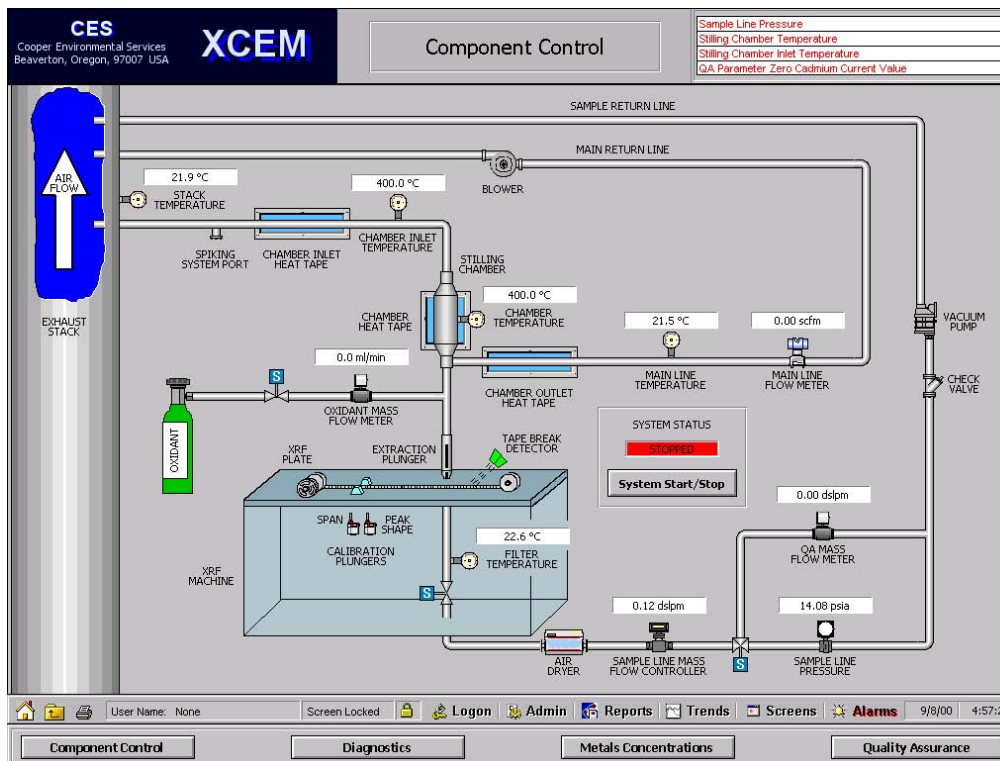 CES
Cooper Environmental Services
Beaverton, Oregon, 97007 USA
XCEM
Component Control
Sample Line Pressure
Stilling Chamber Temperature
Stilling Chamber Inlet Temperature
QA Parameter Zero Cadmium Current Value
SAMPLE RETURN LINE
MAIN RETURN LINE
BLOWER
AIR
FLOW
21.9 °C
STACK
TEMPERATURE
400.0 °C
CHAMBER INLET
TEMPERATURE
SPIKING
SYSTEM PORT
CHAMBER INLET
HEAT TAPE
STILLING
CHAMBER
EXHAUST
STACK
CHAMBER
HEAT TAPE
400.0 °C
CHAMBER
TEMPERATURE
21.5 °C
MAIN LINE
TEMPERATURE
0.00 scfm
MAIN LINE
FLOW METER
VACUUM
PUMP
CHECK
VALVE
0.0 ml/min
S
OXIDANT MASS
FLOW METER
CHAMBER OUTLET
HEAT TAPE
OXIDANT
XRF
PLATE
EXTRACTION
PLUNGER
TAPE BREAK
DETECTOR
SYSTEM STATUS
STOPPED
System Start/Stop
SPAN
PEAK
SHAPE
CALIBRATION
PLUNGERS
22.6 °C
FILTER
TEMPERATURE
0.00 dslpm
QA MASS
FLOW METER
XRF
MACHINE
S
0.12 dslpm
14.08 psia
AIR
DRYER
SAMPLE LINE MASS
FLOW CONTROLLER
S
SAMPLE LINE
PRESSURE
User Name: None
Screen Locked
Logon
Admin
Reports
Trends
Screens
Alarms
9/8/00
4:57:2
Component Control
Diagnostics
Metals Concentrations
Quality Assurance